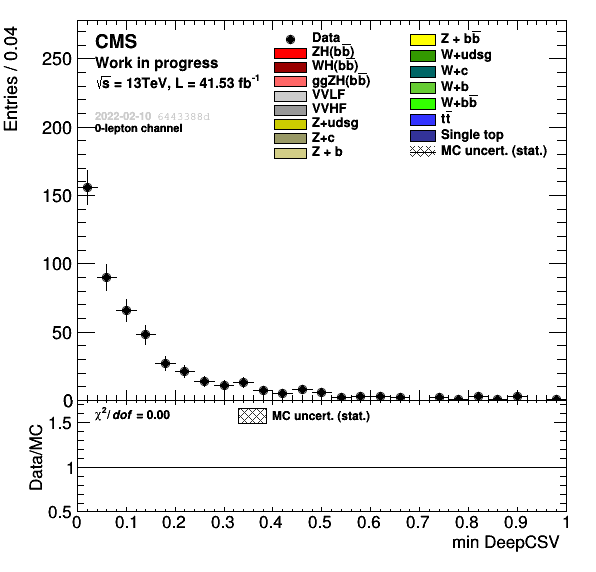 CMS
Work in progress
√s = 13TeV, L = 41.53 fb⁻¹
2022-02-10 6443388d
0-lepton channel
Data
ZH(bb̅)
WH(bb̅)
ggZH(bb̅)
VVLF
VVHF
Z+udsg
Z+c
Z + b
Z + bb̅
W+udsg
W+c
W+b
W+bb̅
tt̅
Single top
MC uncert. (stat.)
Entries / 0.04
250
200
150
100
50
0
χ²/dof = 0.00
MC uncert. (stat.)
Data/MC
1.5
1
0.5
0 0.1 0.2 0.3 0.4 0.5 0.6 0.7 0.8 0.9 1
min DeepCSV